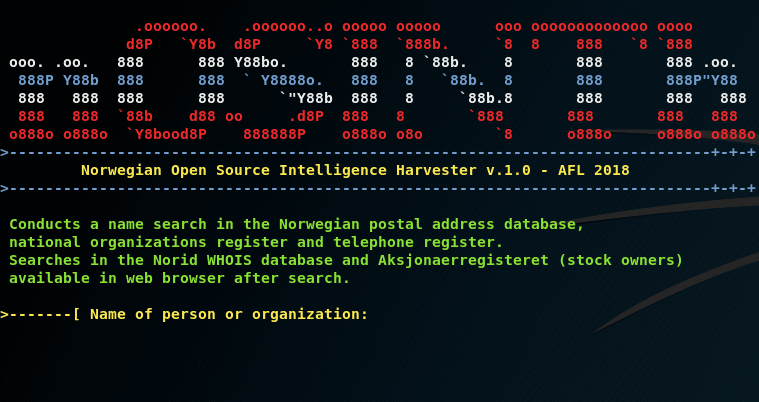 .oooooo.    .oooooo..o ooooo ooooo      ooo ooooooooooooo oooo
              d8P   `Y8b  d8P     `Y8 `888  `888b.     `8  8    888   `8 `888
 ooo. .oo.   888      888 Y88bo.       888   8 `88b.    8       888       888 .oo.
  888P Y88b  888      888  ` Y8888o.   888   8   `88b.  8       888       888P"Y88
  888   888  888      888      `"Y88b  888   8     `88b.8       888       888   888
  888   888  `88b    d88 oo     .d8P  888   8       `888       888       888   888
 o888o o888o  `Y8bood8P    888888P    o888o o8o        `8      o888o     o888o o888o
>------------------------------------------------------------------------------+-+-+
         Norwegian Open Source Intelligence Harvester v.1.0 - AFL 2018
>------------------------------------------------------------------------------+-+-+
 Conducts a name search in the Norwegian postal address database,
 national organizations register and telephone register.
 Searches in the Norid WHOIS database and Aksjonaerregisteret (stock owners)
 available in web browser after search.
>-------[ Name of person or organization: